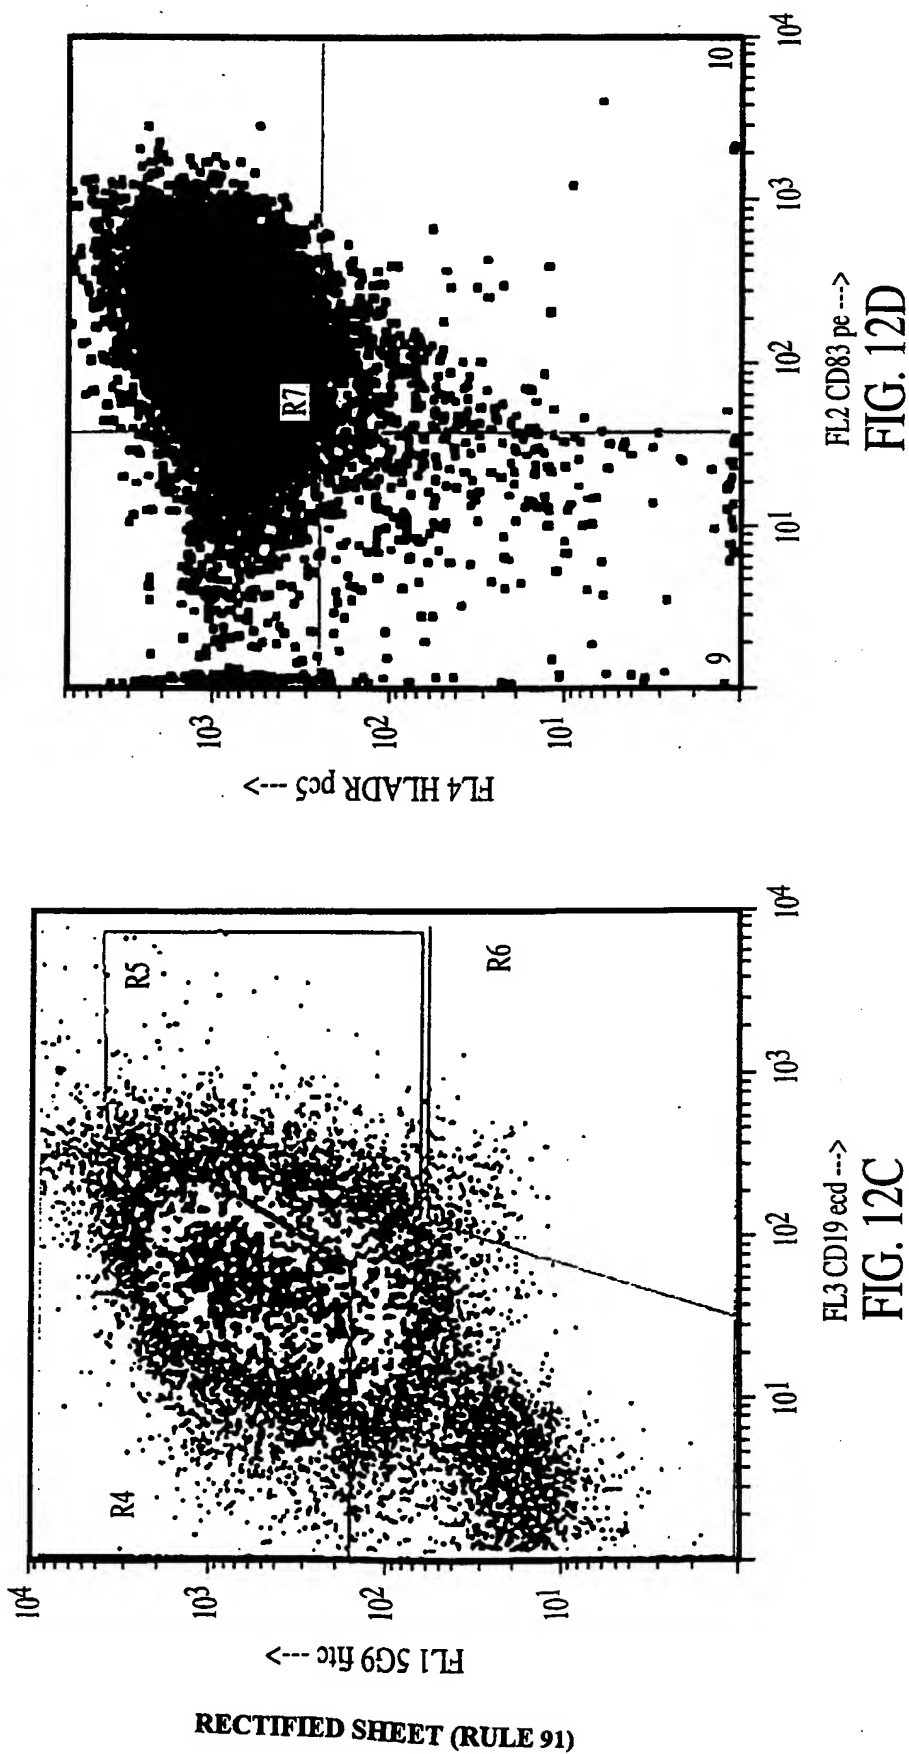 RECTIFIED SHEET (RULE 91)
FL1 5G9 fitc --->
10⁴
10³
10²
10¹
R4
R5
R6
10¹
10²
10³
10⁴
FL3 CD19 ecd --->
FIG. 12C
FL4 HLADR pc5 --->
10³
10²
10¹
R7
9
10
10¹
10²
10³
10⁴
FL2 CD83 pe --->
FIG. 12D